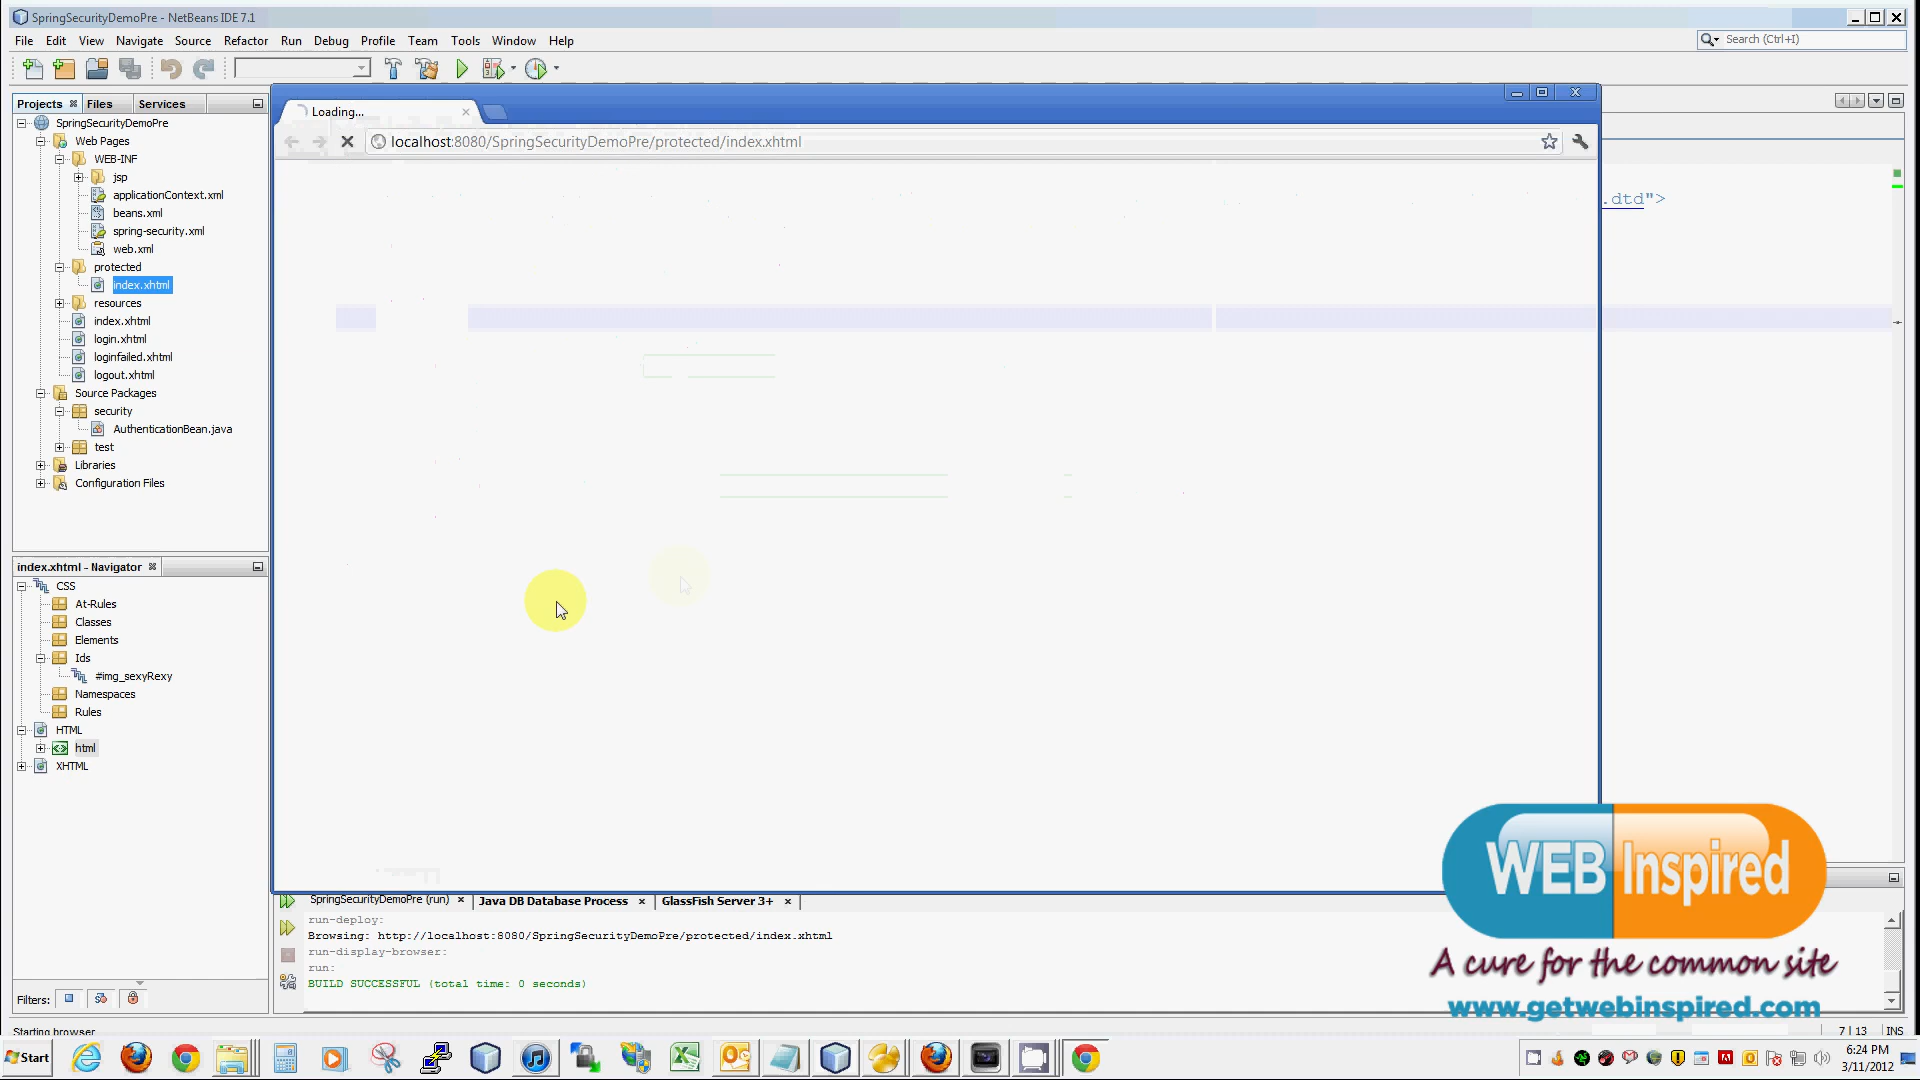 SpringSecurityDemoPre - NetBeans IDE 7.1
File Edit View Navigate Source Refactor Run Debug Profile Team Tools Window Help
Search (Ctrl+I)
Projects Files Services
Loading...
localhost:8080/SpringSecurityDemoPre/protected/index.xhtml
SpringSecurityDemoPre
Web Pages
WEB-INF
jsp
applicationContext.xml
.dtd">
beans.xml
spring-security.xml
web.xml
protected
index.xhtml
resources
index.xhtml
login.xhtml
loginfailed.xhtml
logout.xhtml
Source Packages
security
AuthenticationBean.java
test
Libraries
Configuration Files
index.xhtml - Navigator
CSS
At-Rules
Classes
Elements
Ids
#img_sexyRexy
Namespaces
Rules
HTML
html
XHTML
Filters:
SpringSecurityDemoPre (run) Java DB Database Process GlassFish Server 3+
run-deploy:
Browsing: http://localhost:8080/SpringSecurityDemoPre/protected/index.xhtml
run-display-browser:
run:
BUILD SUCCESSFUL (total time: 0 seconds)
WEB Inspired
A cure for the common site
www.getwebinspired.com
Starting browser
7 | 13 INS
Start
6:24 PM
3/11/2012